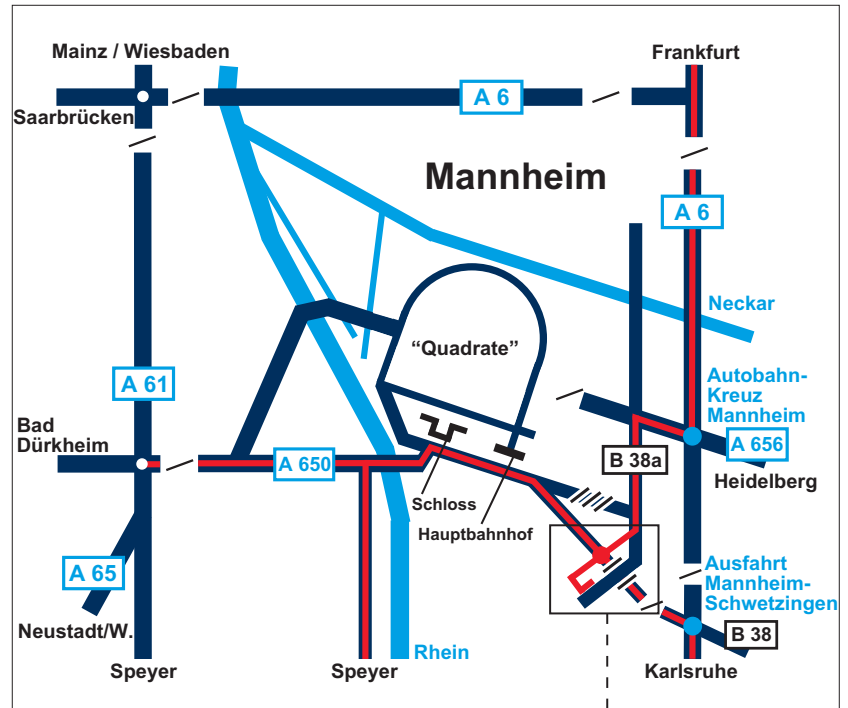 Mainz / Wiesbaden
Frankfurt
A 6
Saarbrücken
Mannheim
A 6
Neckar
"Quadrate"
A 61
Autobahn-
Kreuz
Mannheim
Bad
Dürkheim
A 656
A 650
B 38a
Heidelberg
Schloss
Hauptbahnhof
A 65
Ausfahrt
Mannheim-
Schwetzingen
Neustadt/W.
B 38
Rhein
Speyer
Speyer
Karlsruhe